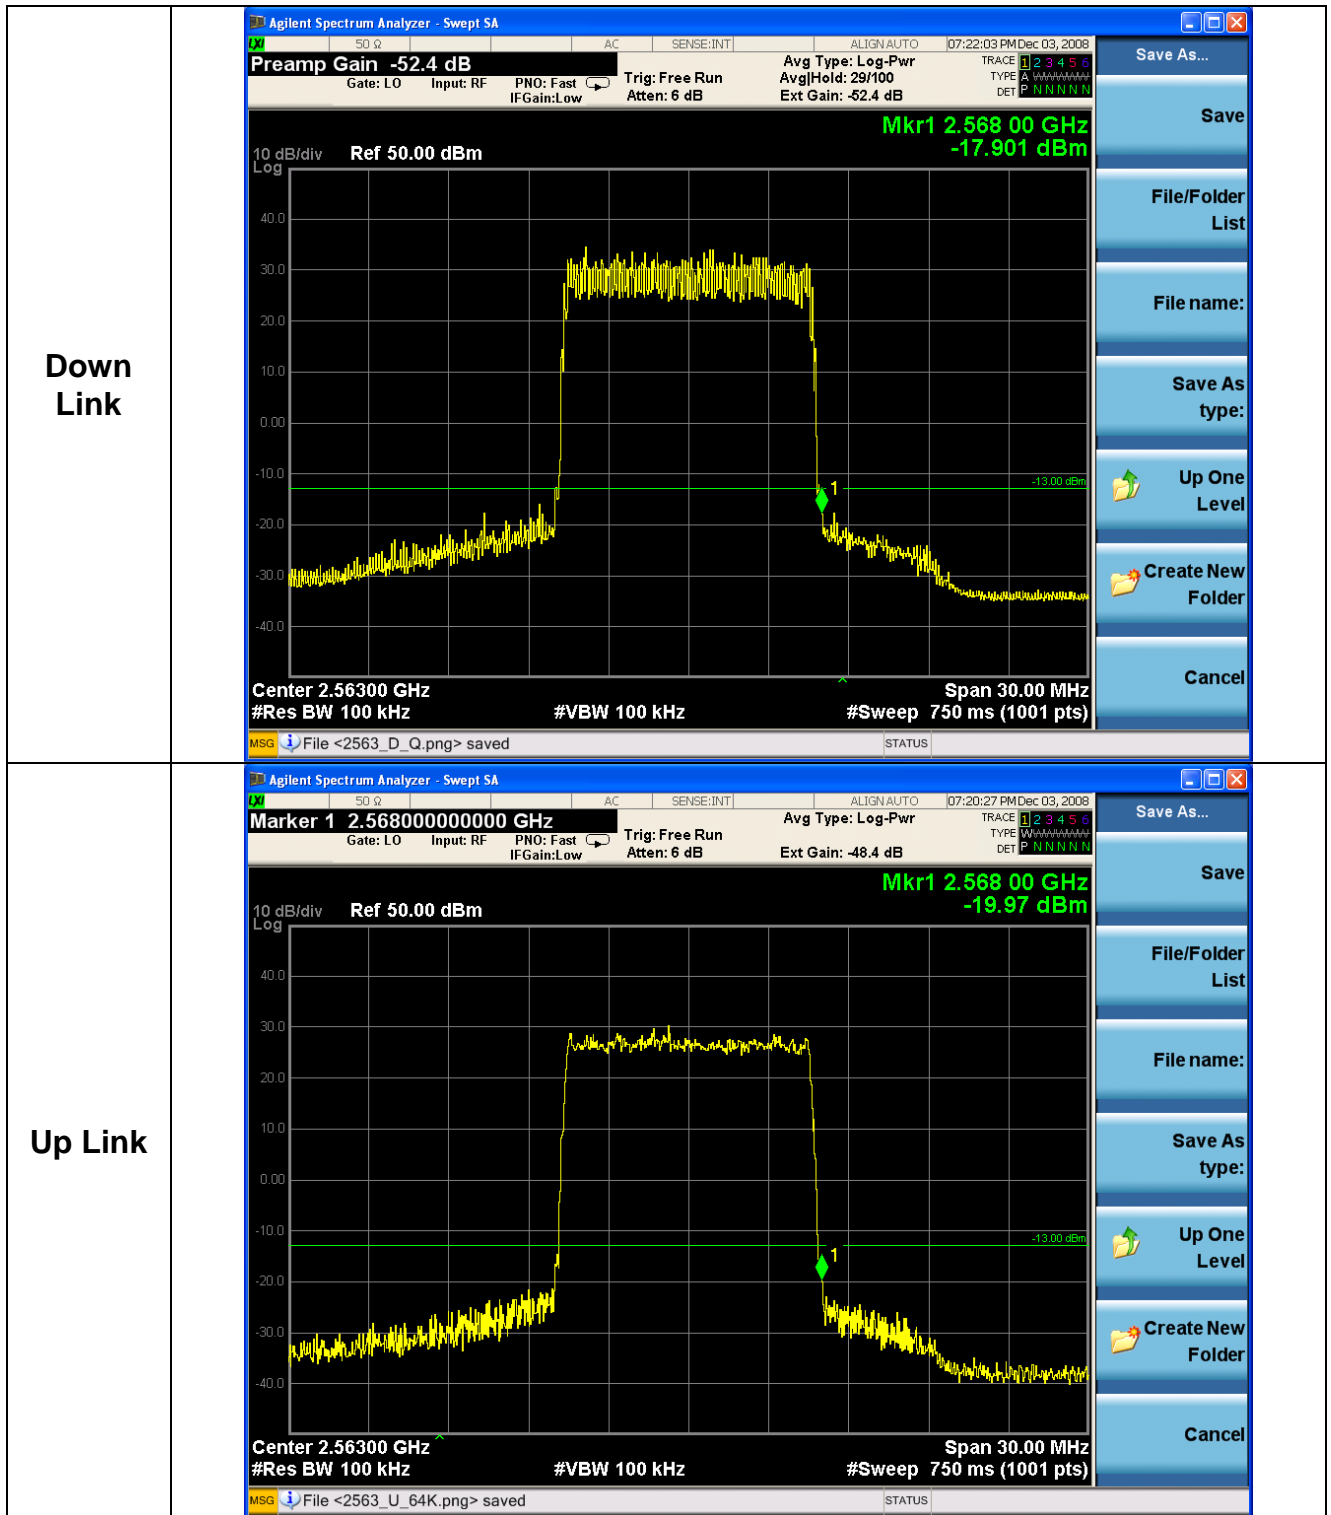 Down
Link
Agilent Spectrum Analyzer - Swept SA
LXI 50 Ω AC SENSE:INT ALIGN AUTO 07:22:03 PM Dec 03, 2008
Preamp Gain -52.4 dB
Gate: LO Input: RF PNO: Fast
IFGain:Low
Trig: Free Run
Atten: 6 dB
Avg Type: Log-Pwr
Avg|Hold: 29/100
Ext Gain: -52.4 dB
TRACE 1 2 3 4 5 6
TYPE A WWWWW
DET P N N N N N
Mkr1 2.568 00 GHz
-17.901 dBm
10 dB/div Ref 50.00 dBm
Log
40.0
30.0
20.0
10.0
0.00
-10.0
-13.00 dBm
1
-20.0
-30.0
-40.0
Center 2.56300 GHz Span 30.00 MHz
#Res BW 100 kHz #VBW 100 kHz #Sweep 750 ms (1001 pts)
MSG File <2563_D_Q.png> saved STATUS
Save As...
Save
File/Folder
List
File name:
Save As
type:
Up One
Level
Create New
Folder
Cancel
Up Link
Agilent Spectrum Analyzer - Swept SA
LXI 50 Ω AC SENSE:INT ALIGN AUTO 07:20:27 PM Dec 03, 2008
Marker 1 2.568000000000 GHz
Gate: LO Input: RF PNO: Fast
IFGain:Low
Trig: Free Run
Atten: 6 dB
Avg Type: Log-Pwr
Ext Gain: -48.4 dB
TRACE 1 2 3 4 5 6
TYPE WWWWWW
DET P N N N N N
Mkr1 2.568 00 GHz
-19.97 dBm
10 dB/div Ref 50.00 dBm
Log
40.0
30.0
20.0
10.0
0.00
-10.0
-13.00 dBm
1
-20.0
-30.0
-40.0
Center 2.56300 GHz Span 30.00 MHz
#Res BW 100 kHz #VBW 100 kHz #Sweep 750 ms (1001 pts)
MSG File <2563_U_64K.png> saved STATUS
Save As...
Save
File/Folder
List
File name:
Save As
type:
Up One
Level
Create New
Folder
Cancel